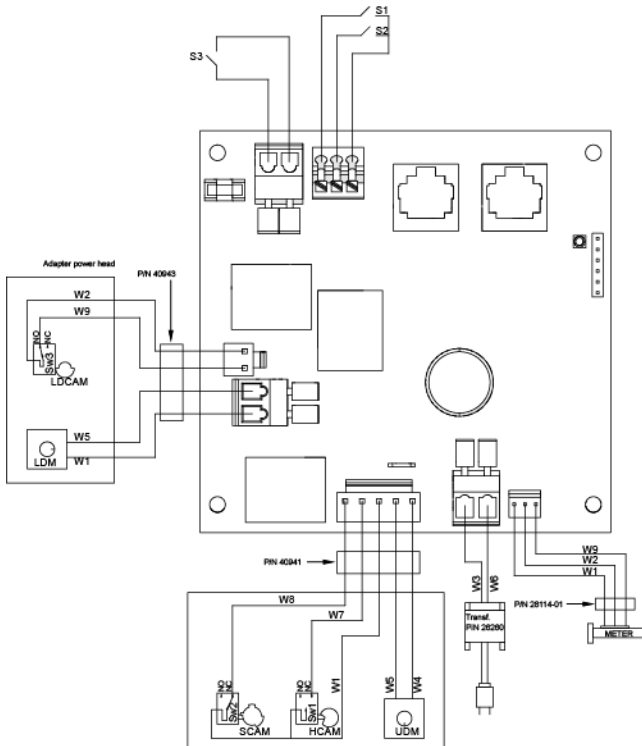 S1
S2
S3
Adapter power head
P/N 40943
W2
W9
NO
NC
Sw3
LDCAM
W5
LDM
W1
W9
W2
W1
P/N 40941
W3
W6
P/N 28114-01
W8
Transf.
P/N 26260
METER
W7
W1
W5
W4
NO
NC
Sw2
SCAM
NO
NC
Sw1
HCAM
UDM